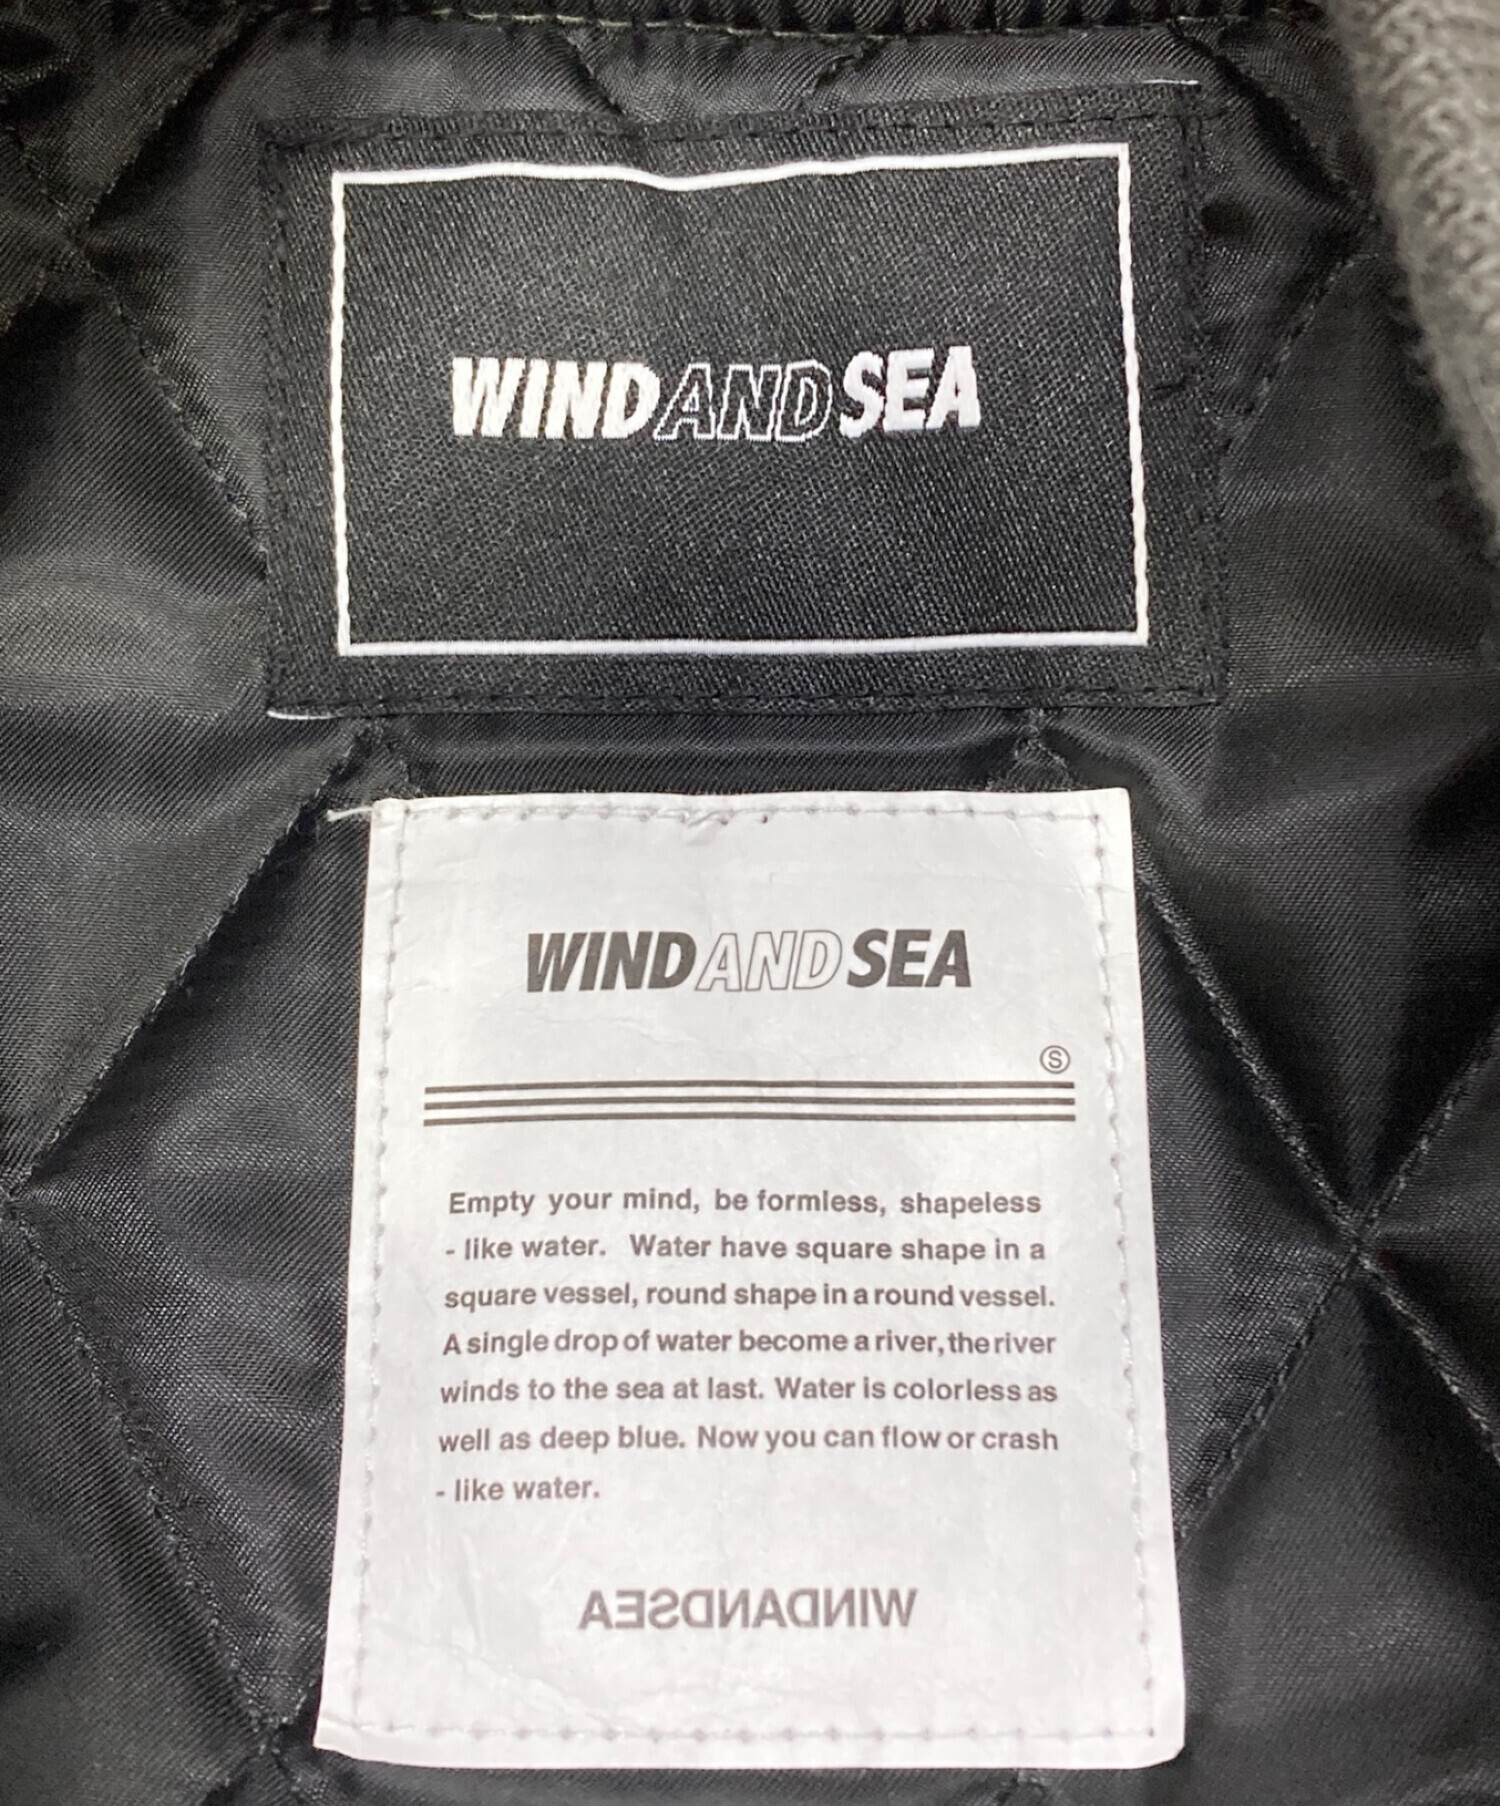 WINDANDSEA
WINDANDSEA
Ⓢ
Empty your mind, be formless, shapeless
- like water. Water have square shape in a
square vessel, round shape in a round vessel.
A single drop of water become a river, the river
winds to the sea at last. Water is colorless as
well as deep blue. Now you can flow or crash
- like water.
WINDANDSEA